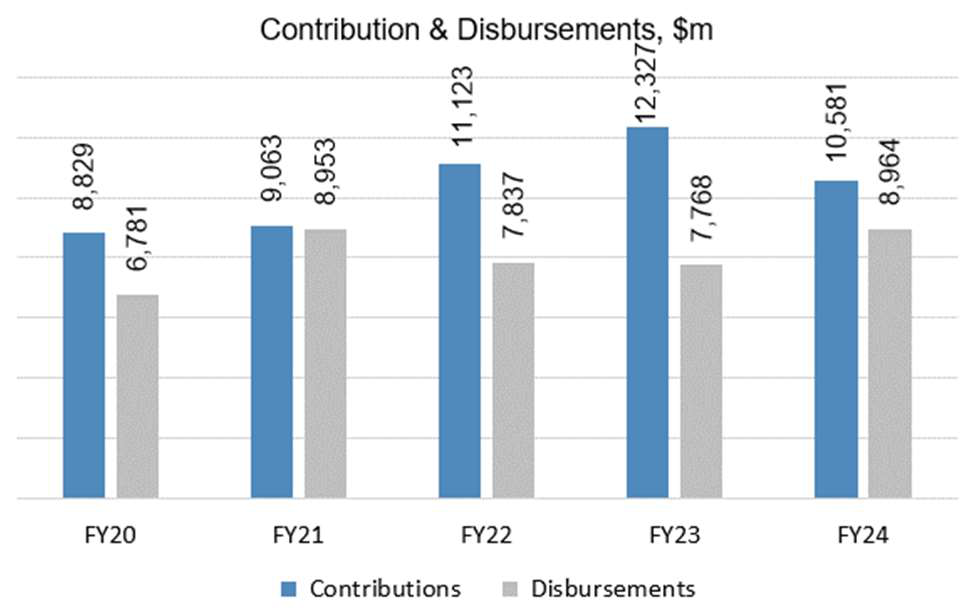 Contribution & Disbursements, $m
8,829
6,781
9,063
8,953
11,123
7,837
12,327
7,768
10,581
8,964
FY20
FY21
FY22
FY23
FY24
Contributions
Disbursements